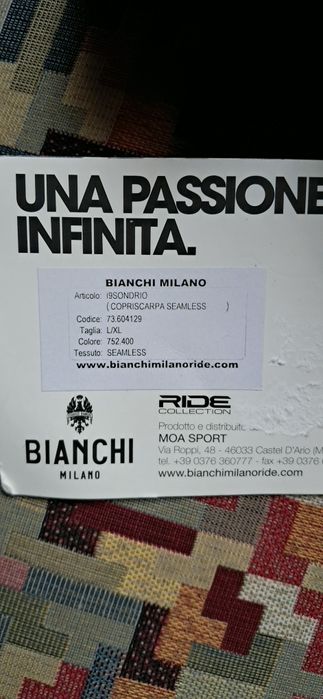 UNA PASSIONE
INFINITA.
BIANCHI MILANO
Articolo: I9SONDRIO
( COPRISCARPA SEAMLESS )
Codice: 73.604129
Taglia: L/XL
Colore: 752.400
Tessuto: SEAMLESS
www.bianchimilanoride.com
RIDE
COLLECTION
Prodotto e distribuito
MOA SPORT
Via Roppi, 48 - 46033 Castel D'Ario (M
tel. +39 0376 360777 - fax +39 0376
www.bianchimilanoride.com
BIANCHI
MILANO